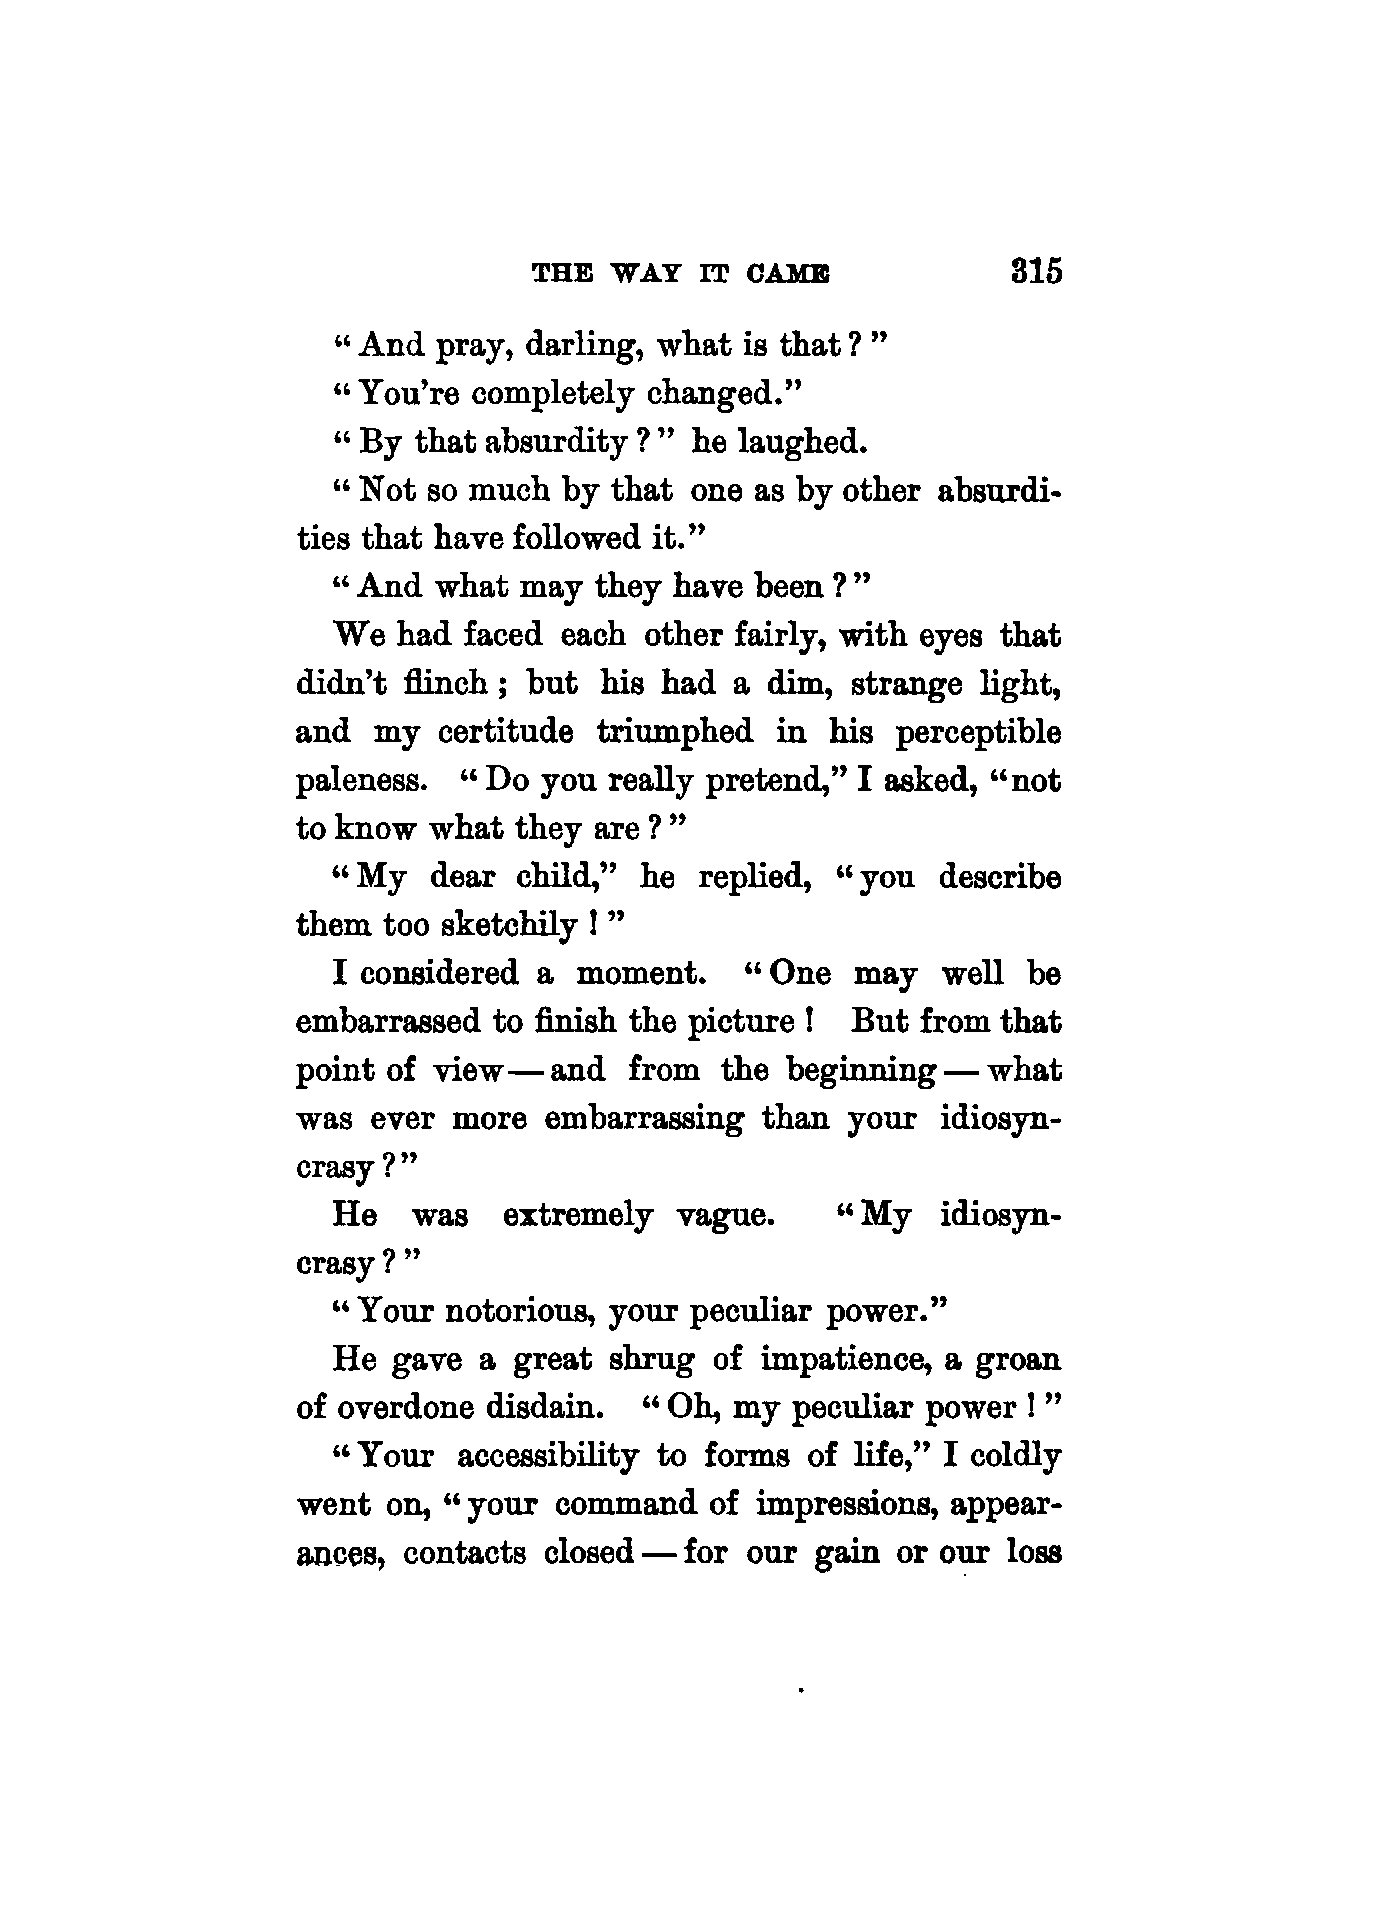 THE WAY IT CAME 315
“And pray, darling, what is that?”
“You’re completely changed.”
“By that absurdity?” he laughed.
“Not so much by that one as by other absurdi-
ties that have followed it.”
“And what may they have been?”
We had faced each other fairly, with eyes that
didn’t flinch; but his had a dim, strange light,
and my certitude triumphed in his perceptible
paleness. “Do you really pretend,” I asked, “not
to know what they are?”
“My dear child,” he replied, “you describe
them too sketchily!”
I considered a moment. “One may well be
embarrassed to finish the picture! But from that
point of view—and from the beginning—what
was ever more embarrassing than your idiosyn-
crasy?”
He was extremely vague. “My idiosyn-
crasy?”
“Your notorious, your peculiar power.”
He gave a great shrug of impatience, a groan
of overdone disdain. “Oh, my peculiar power!”
“Your accessibility to forms of life,” I coldly
went on, “your command of impressions, appear-
ances, contacts closed—for our gain or our loss